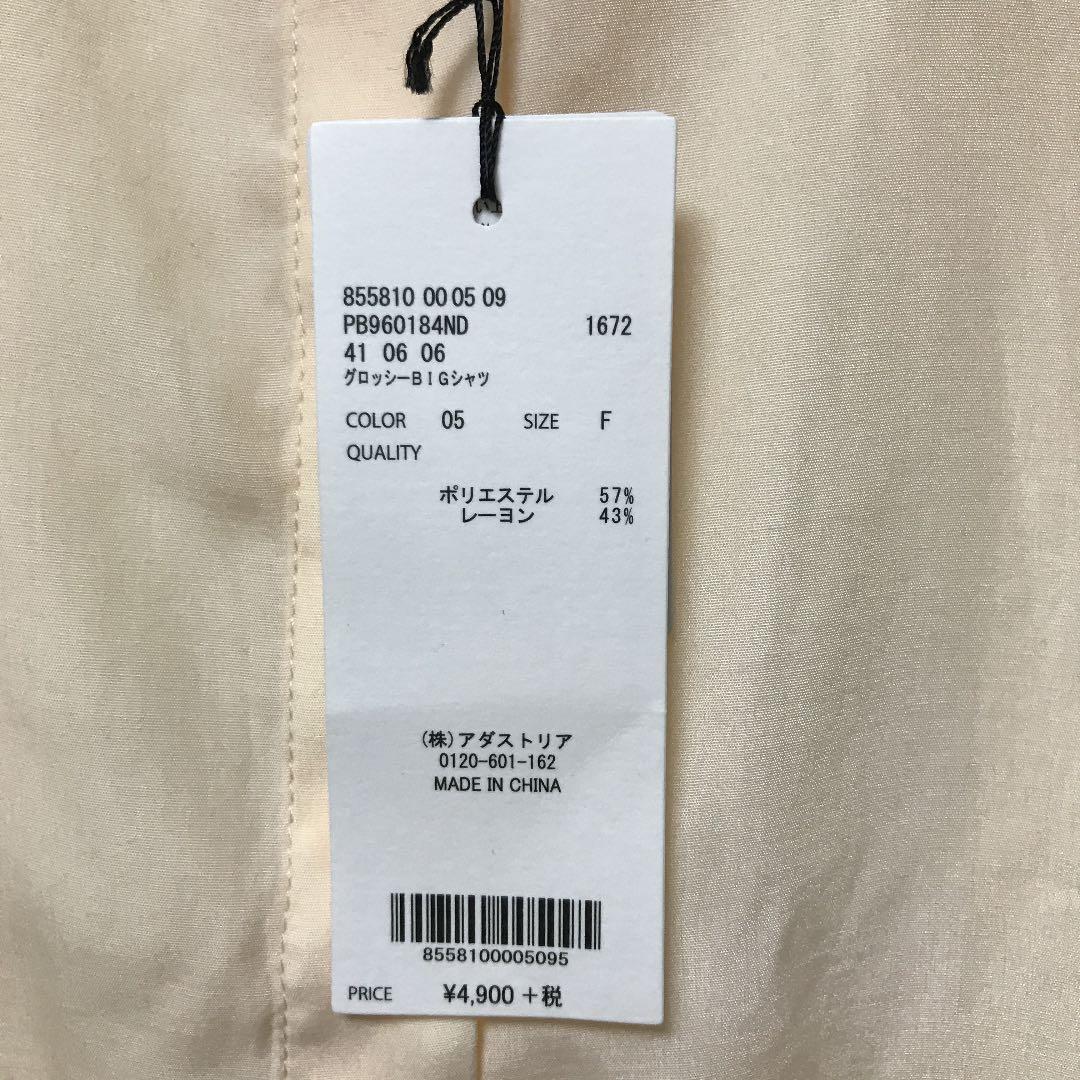 855810 00 05 09
PB960184ND 1672
41 06 06
グロッシーBIGシャツ
COLOR 05 SIZE F
QUALITY
ポリエステル 57%
レーヨン 43%
(株)アダストリア
0120-601-162
MADE IN CHINA
8558100005095
PRICE ¥4,900 +税